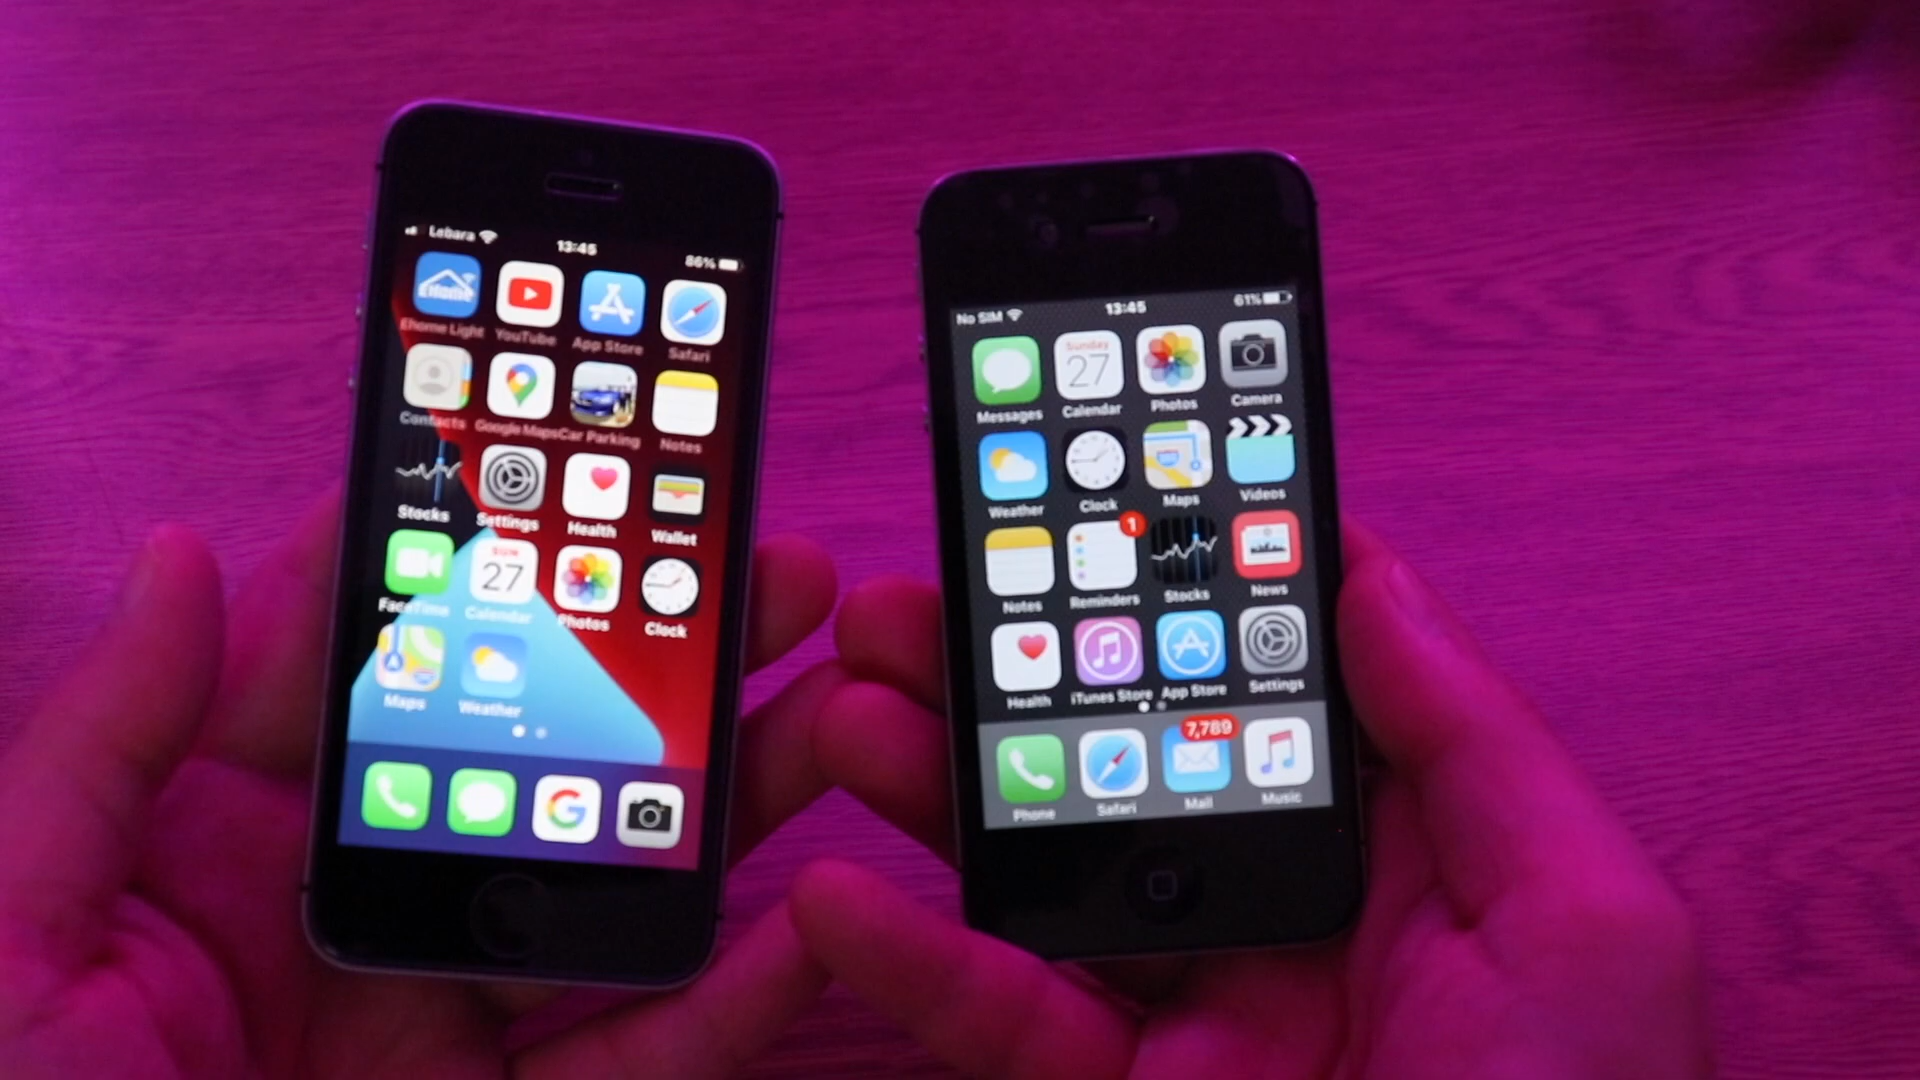 Lebara 13:45 86%
EHome
Ehome Light YouTube App Store Safari
Contacts Google Maps Car Parking Notes
Stocks Settings Health Wallet
SUN
27
FaceTime Calendar Photos Clock
Maps Weather
G
No SIM 13:45 61%
Sunday
27
Messages Calendar Photos Camera
Weather Clock Maps Videos
1
Notes Reminders Stocks News
Health iTunes Store App Store Settings
7,789
Phone Safari Mail Music